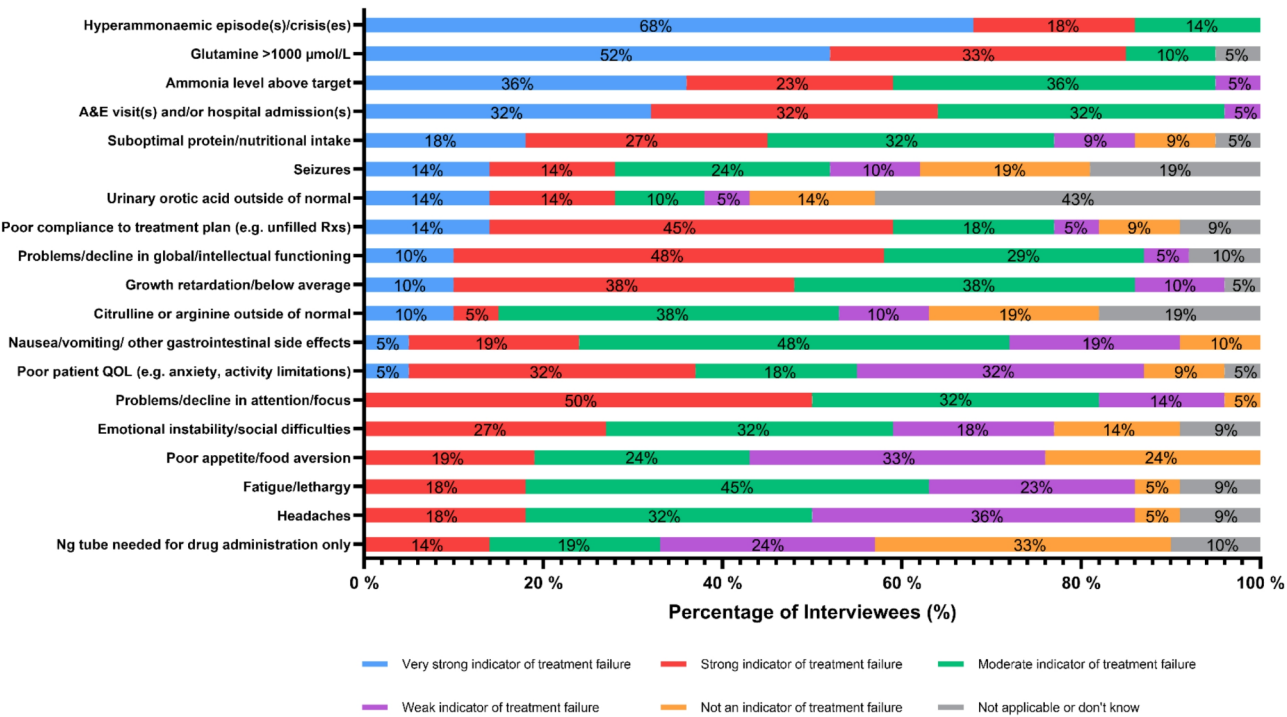 Hyperammonaemic episode(s)/crisis(es) 68% 18% 14%
Glutamine >1000 µmol/L 52% 33% 10% 5%
Ammonia level above target 36% 23% 36% 5%
A&E visit(s) and/or hospital admission(s) 32% 32% 32% 5%
Suboptimal protein/nutritional intake 18% 27% 32% 9% 9% 5%
Seizures 14% 14% 24% 10% 19% 19%
Urinary orotic acid outside of normal 14% 14% 10% 5% 14% 43%
Poor compliance to treatment plan (e.g. unfilled Rxs) 14% 45% 18% 5% 9% 9%
Problems/decline in global/intellectual functioning 10% 48% 29% 5% 10%
Growth retardation/below average 10% 38% 38% 10% 5%
Citrulline or arginine outside of normal 10% 5% 38% 10% 19% 19%
Nausea/vomiting/ other gastrointestinal side effects 5% 19% 48% 19% 10%
Poor patient QOL (e.g. anxiety, activity limitations) 5% 32% 18% 32% 9% 5%
Problems/decline in attention/focus 50% 32% 14% 5%
Emotional instability/social difficulties 27% 32% 18% 14% 9%
Poor appetite/food aversion 19% 24% 33% 24%
Fatigue/lethargy 18% 45% 23% 5% 9%
Headaches 18% 32% 36% 5% 9%
Ng tube needed for drug administration only 14% 19% 24% 33% 10%
0 % 20 % 40 % 60 % 80 % 100 %
Percentage of Interviewees (%)
Very strong indicator of treatment failure Strong indicator of treatment failure Moderate indicator of treatment failure
Weak indicator of treatment failure Not an indicator of treatment failure Not applicable or don't know